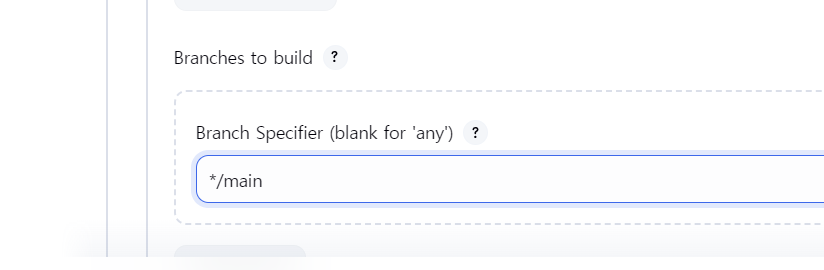 Branches to build ?
Branch Specifier (blank for 'any') ?
*/main